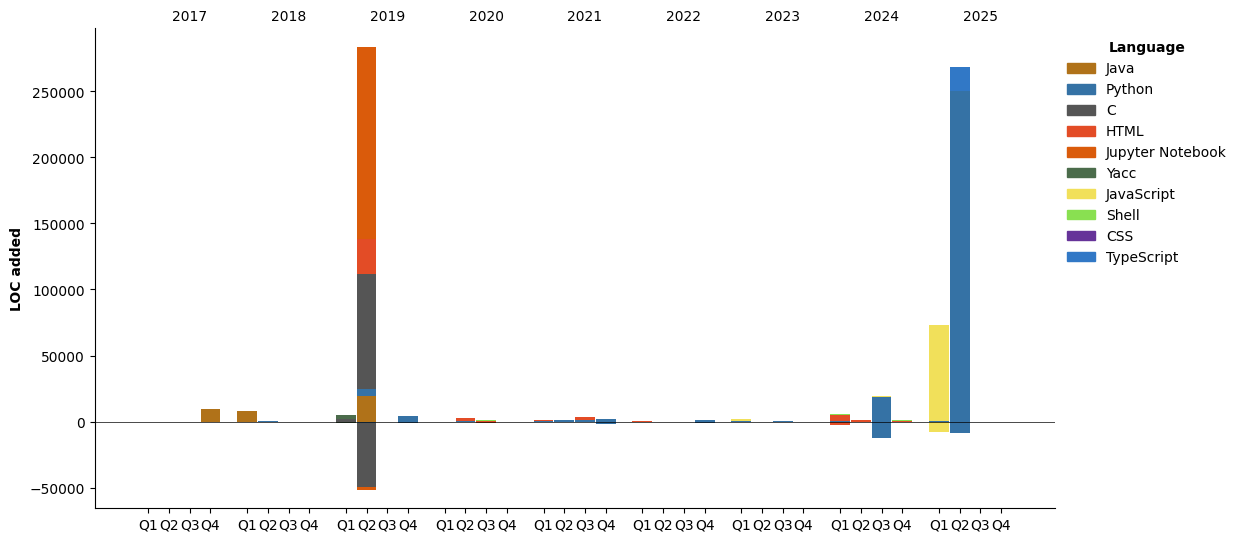 2017 2018 2019 2020 2021 2022 2023 2024 2025
Language
Java
Python
C
HTML
Jupyter Notebook
Yacc
JavaScript
Shell
CSS
TypeScript
LOC added
250000
200000
150000
100000
50000
0
−50000
Q1 Q2 Q3 Q4 Q1 Q2 Q3 Q4 Q1 Q2 Q3 Q4 Q1 Q2 Q3 Q4 Q1 Q2 Q3 Q4 Q1 Q2 Q3 Q4 Q1 Q2 Q3 Q4 Q1 Q2 Q3 Q4 Q1 Q2 Q3 Q4